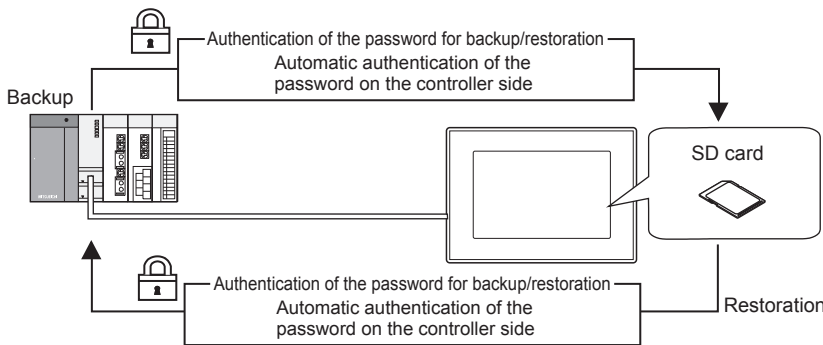 Authentication of the password for backup/restoration
Automatic authentication of the
password on the controller side
Backup
SD card
Authentication of the password for backup/restoration
Automatic authentication of the
password on the controller side
Restoration